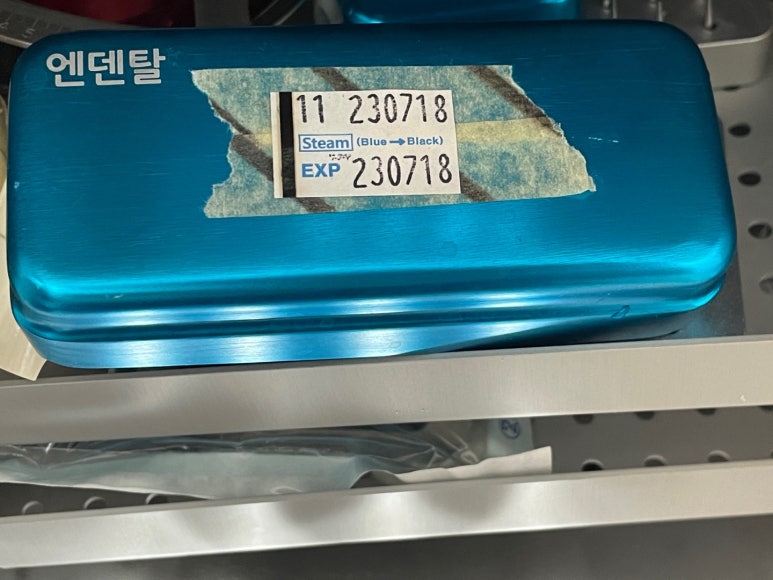 엔덴탈
11 230718
Steam (Blue→Black)
EXP 230718